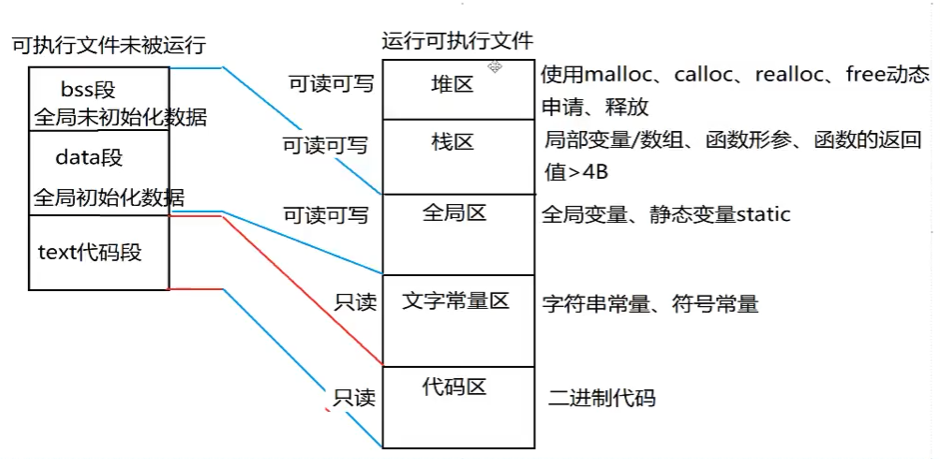 可执行文件未被运行
bss段
全局未初始化数据
data段
全局初始化数据
text代码段
运行可执行文件
可读可写
堆区
使用malloc、calloc、realloc、free动态
申请、释放
可读可写
栈区
局部变量/数组、函数形参、函数的返回
值>4B
可读可写
全局区
全局变量、静态变量static
只读
文字常量区
字符串常量、符号常量
只读
代码区
二进制代码